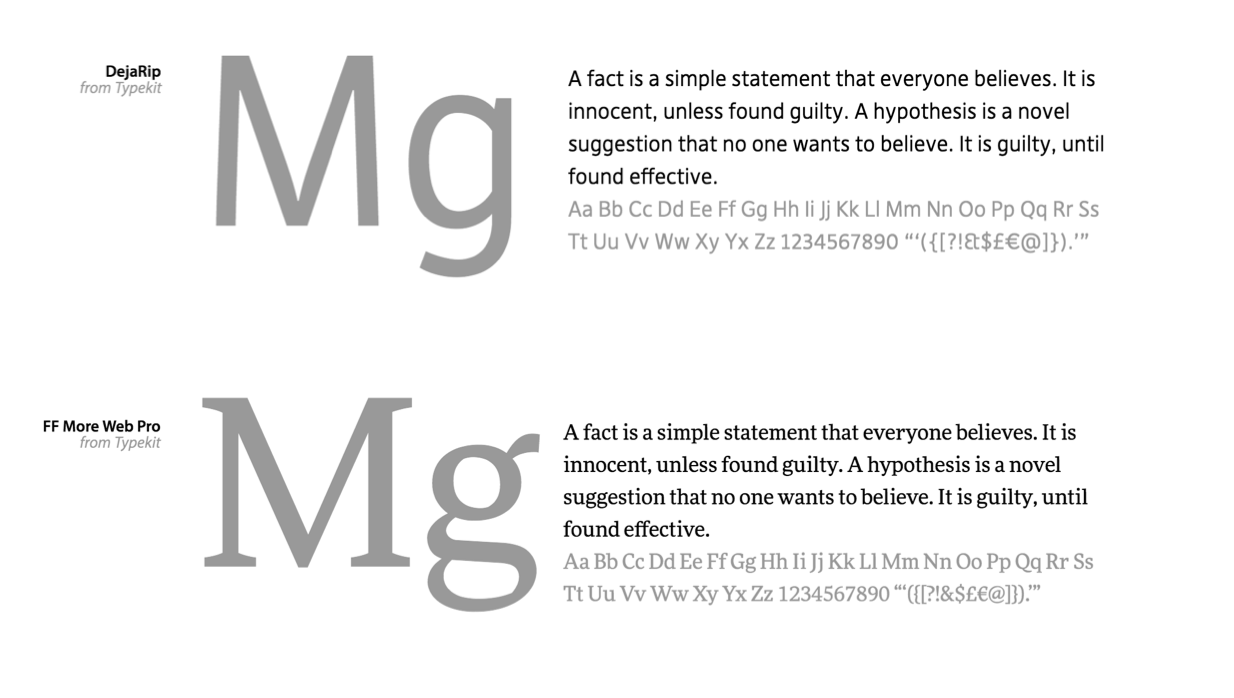 DejaRip
from Typekit
Mg
A fact is a simple statement that everyone believes. It is
innocent, unless found guilty. A hypothesis is a novel
suggestion that no one wants to believe. It is guilty, until
found effective.
Aa Bb Cc Dd Ee Ff Gg Hh Ii Jj Kk Ll Mm Nn Oo Pp Qq Rr Ss
Tt Uu Vv Ww Xy Yx Zz 1234567890 “‘({[?!&$£€@]}).’”
FF More Web Pro
from Typekit
Mg
A fact is a simple statement that everyone believes. It is
innocent, unless found guilty. A hypothesis is a novel
suggestion that no one wants to believe. It is guilty, until
found effective.
Aa Bb Cc Dd Ee Ff Gg Hh Ii Jj Kk Ll Mm Nn Oo Pp Qq Rr Ss
Tt Uu Vv Ww Xy Yx Zz 1234567890 “‘({[?!&$£€@]}).’”